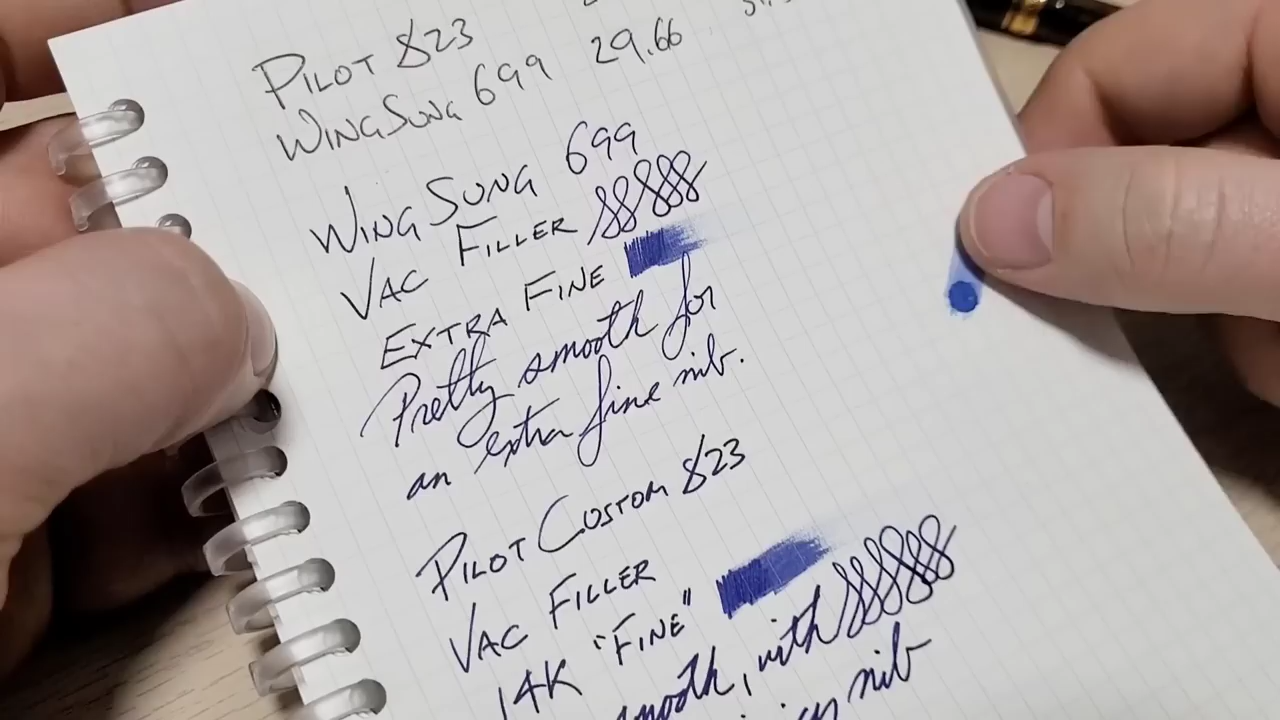 PILOT 823
WINGSUNG 699 29.66
WINGSUNG 699
VAC FILLER
EXTRA FINE
Pretty smooth for
an extra fine nib.
PILOT CUSTOM 823
VAC FILLER
14K "FINE"
smooth, with
nib